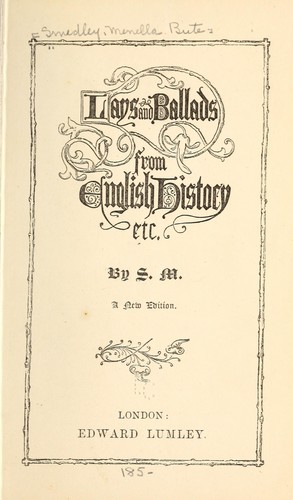 Smedley, Menella Bute
Lays and Ballads
from
English History
etc.
By S. M.
A New Edition.
LONDON:
EDWARD LUMLEY.
185-